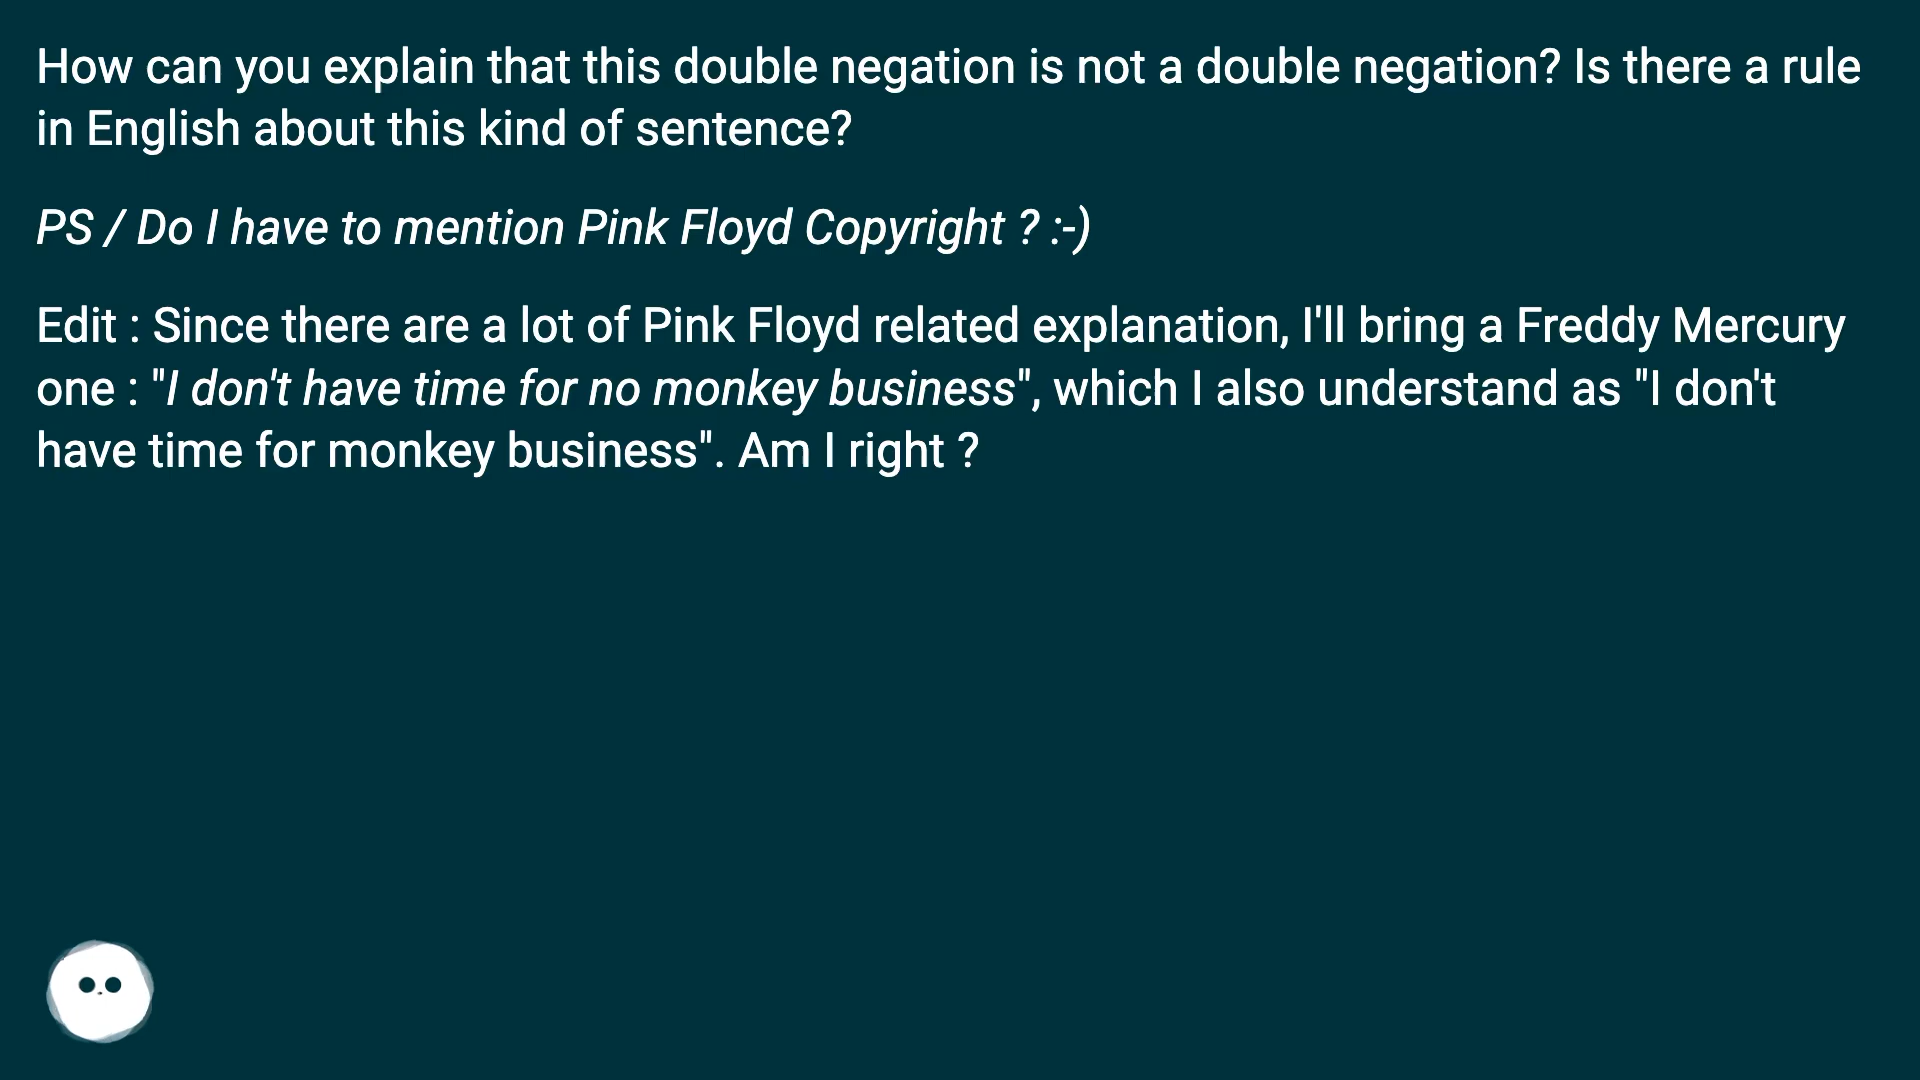 How can you explain that this double negation is not a double negation? Is there a rule
in English about this kind of sentence?
PS / Do I have to mention Pink Floyd Copyright ? :-)
Edit : Since there are a lot of Pink Floyd related explanation, I'll bring a Freddy Mercury
one : "I don't have time for no monkey business", which I also understand as "I don't
have time for monkey business". Am I right ?